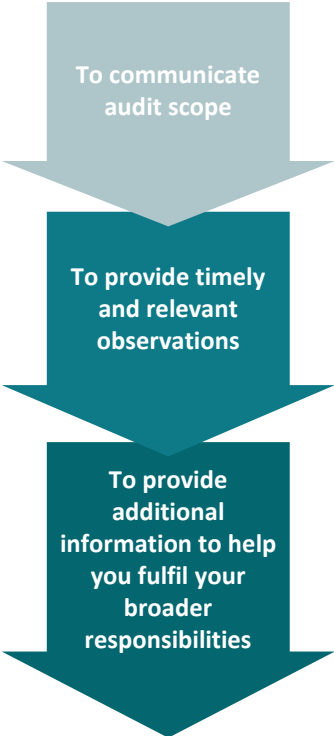 To communicate
audit scope
To provide timely
and relevant
observations
To provide
additional
information to help
you fulfil your
broader
responsibilities